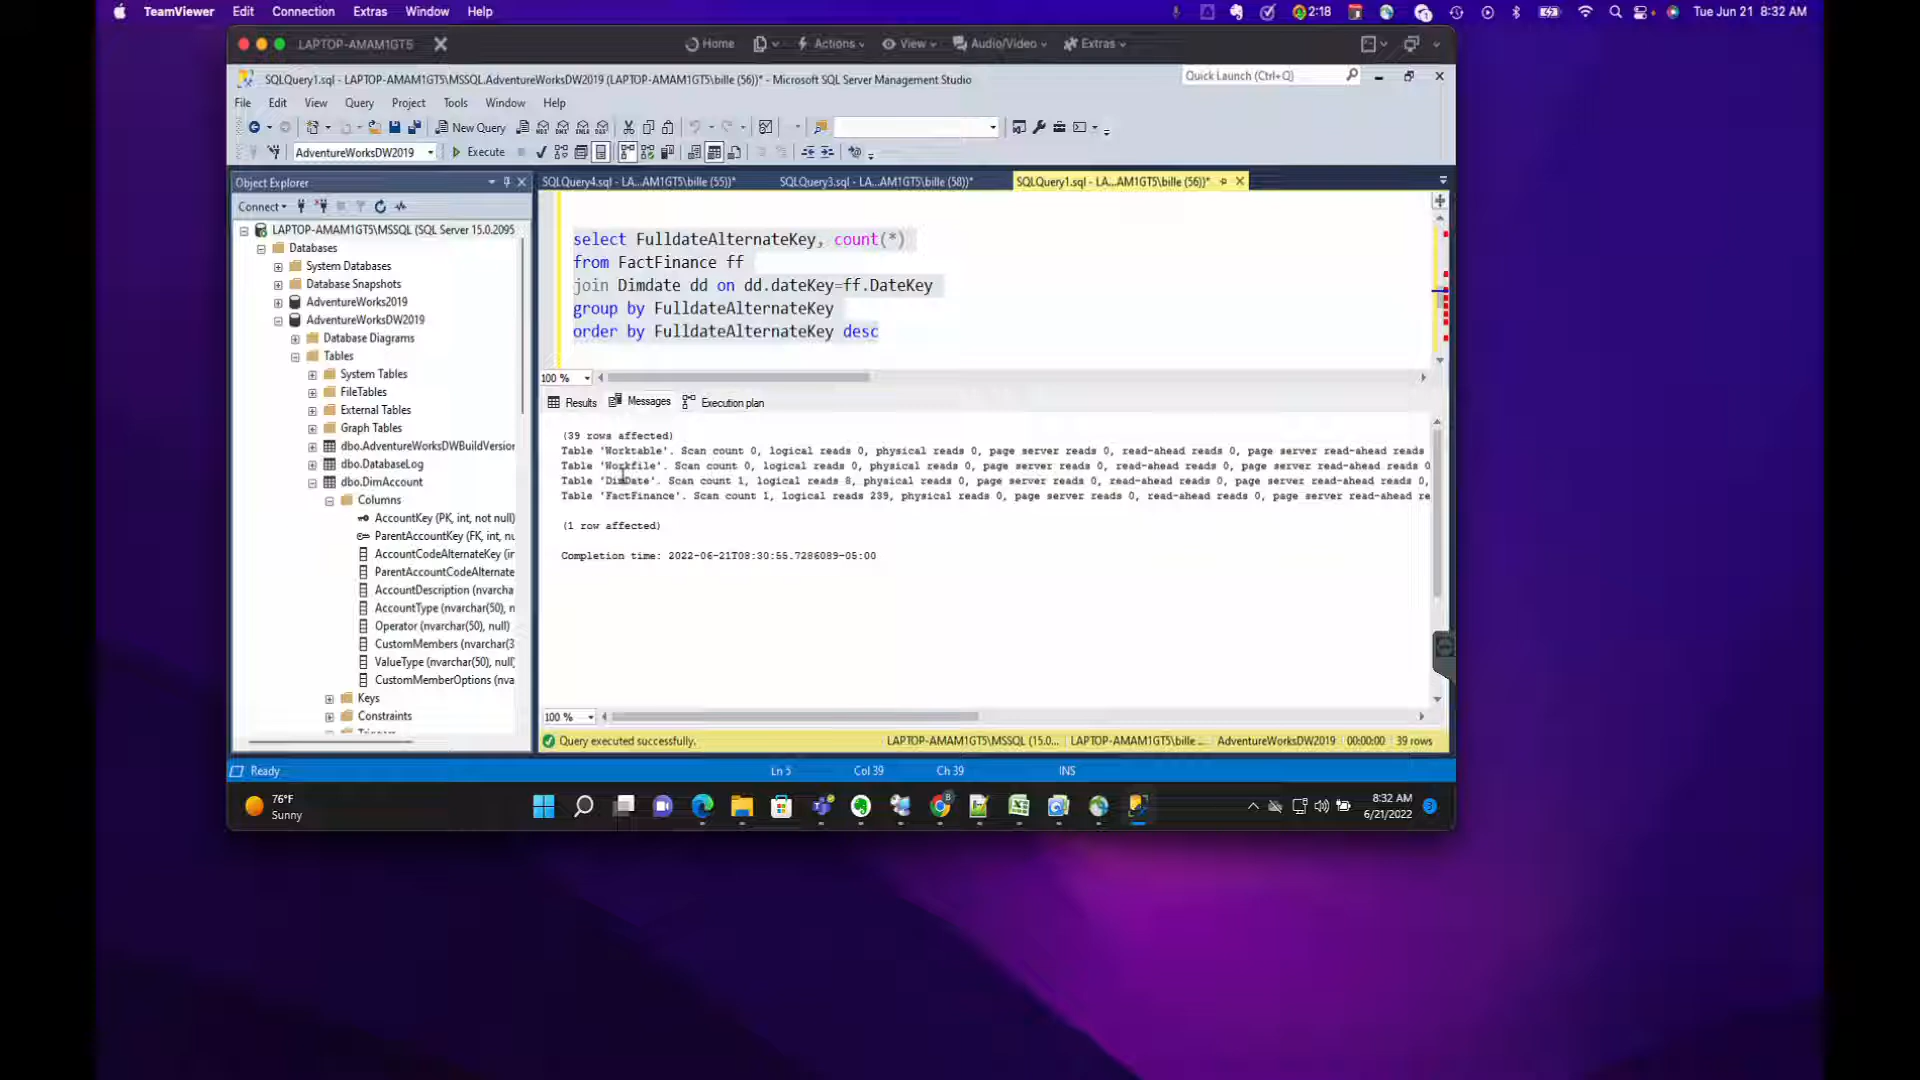 TeamViewer Edit Connection Extras Window Help
2:18 Tue Jun 21 8:32 AM
LAPTOP-AMAM1GT5
Home Actions View Audio/Video Extras
SQLQuery1.sql - LAPTOP-AMAM1GT5\MSSQL.AdventureWorksDW2019 (LAPTOP-AMAM1GT5\bille (56))* - Microsoft SQL Server Management Studio
Quick Launch (Ctrl+Q)
File Edit View Query Project Tools Window Help
New Query
AdventureWorksDW2019 Execute
Object Explorer
SQLQuery4.sql - LA...AM1GT5\bille (55))*
SQLQuery3.sql - LA...AM1GT5\bille (58))*
SQLQuery1.sql - LA...AM1GT5\bille (56))*
Connect
LAPTOP-AMAM1GT5\MSSQL (SQL Server 15.0.2095
Databases
System Databases
Database Snapshots
AdventureWorks2019
AdventureWorksDW2019
Database Diagrams
Tables
System Tables
FileTables
External Tables
Graph Tables
dbo.AdventureWorksDWBuildVersion
dbo.DatabaseLog
dbo.DimAccount
Columns
AccountKey (PK, int, not null)
ParentAccountKey (FK, int, nu
AccountCodeAlternateKey (in
ParentAccountCodeAlternate
AccountDescription (nvarcha
AccountType (nvarchar(50), n
Operator (nvarchar(50), null)
CustomMembers (nvarchar(3
ValueType (nvarchar(50), null,
CustomMemberOptions (nva
Keys
Constraints
select FulldateAlternateKey, count(*)
from FactFinance ff
join Dimdate dd on dd.dateKey=ff.DateKey
group by FulldateAlternateKey
order by FulldateAlternateKey desc
100 %
Results Messages Execution plan
(39 rows affected)
Table 'Worktable'. Scan count 0, logical reads 0, physical reads 0, page server reads 0, read-ahead reads 0, page server read-ahead reads
Table 'Workfile'. Scan count 0, logical reads 0, physical reads 0, page server reads 0, read-ahead reads 0, page server read-ahead reads 0
Table 'DimDate'. Scan count 1, logical reads 8, physical reads 0, page server reads 0, read-ahead reads 0, page server read-ahead reads 0,
Table 'FactFinance'. Scan count 1, logical reads 239, physical reads 0, page server reads 0, read-ahead reads 0, page server read-ahead re
(1 row affected)
Completion time: 2022-06-21T08:30:55.7286089-05:00
100 %
Query executed successfully.
LAPTOP-AMAM1GT5\MSSQL (15.0... LAPTOP-AMAM1GT5\bille ... AdventureWorksDW2019 00:00:00 39 rows
Ready Ln 5 Col 39 Ch 39 INS
76°F
Sunny
8:32 AM
6/21/2022
3